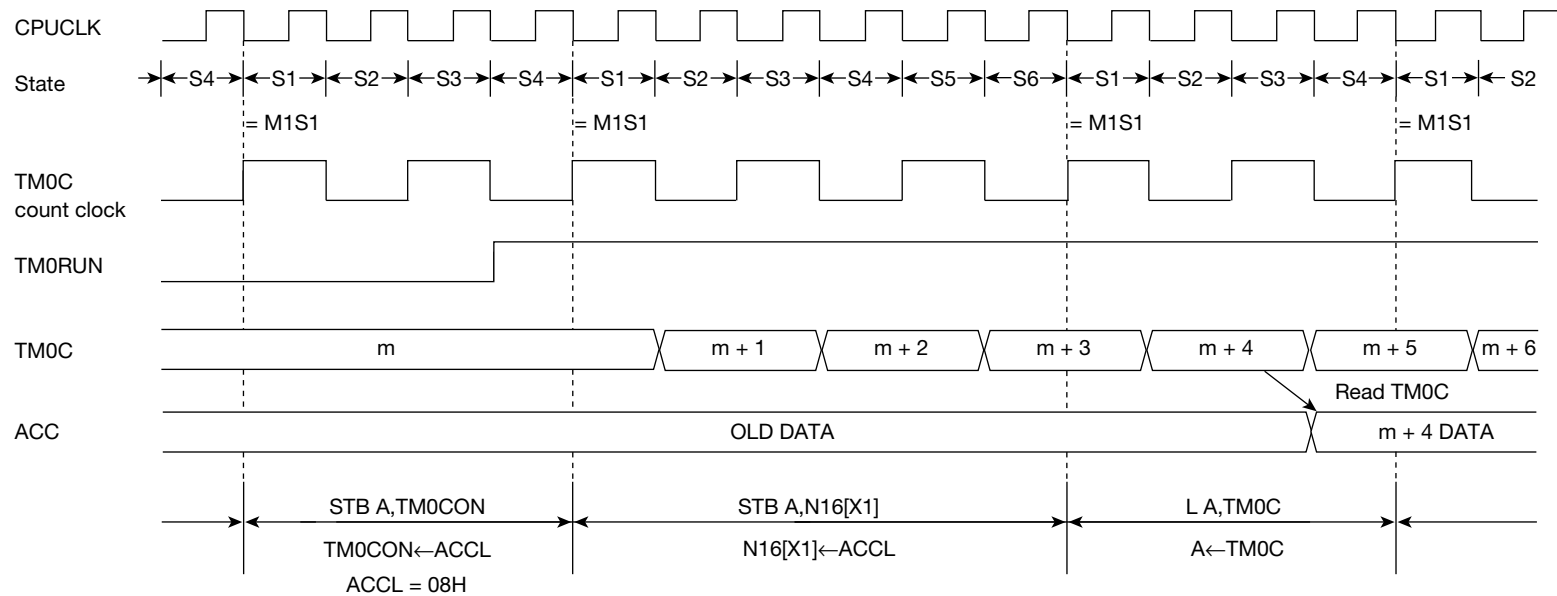 CPUCLK
State S4 S1 S2 S3 S4 S1 S2 S3 S4 S5 S6 S1 S2 S3 S4 S1 S2
= M1S1 = M1S1 = M1S1 = M1S1
TM0C
count clock
TM0RUN
TM0C m m + 1 m + 2 m + 3 m + 4 m + 5 m + 6
Read TM0C
ACC OLD DATA m + 4 DATA
STB A,TM0CON STB A,N16[X1] L A,TM0C
TM0CON←ACCL N16[X1]←ACCL A←TM0C
ACCL = 08H